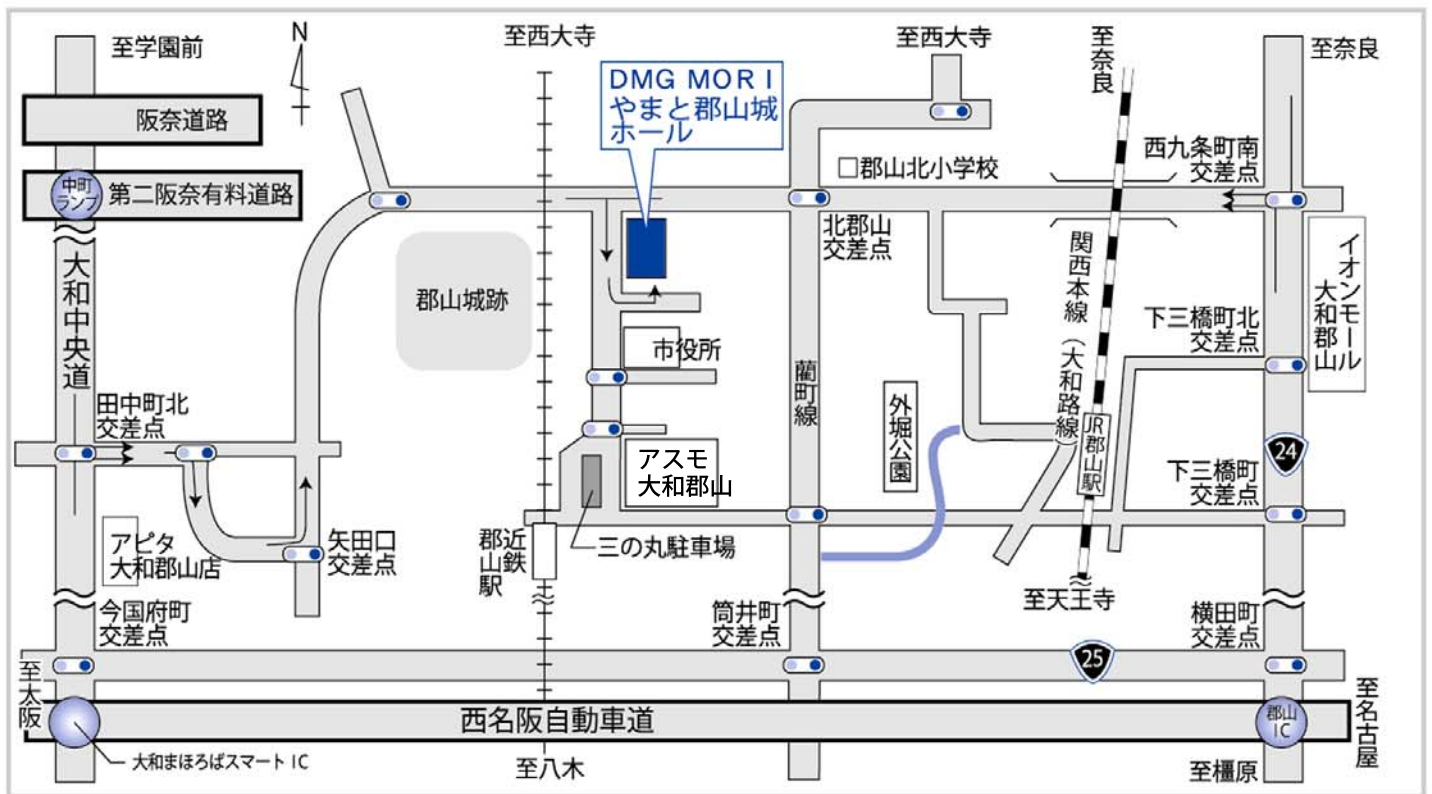 至学園前
N
至西大寺
至西大寺
至奈良
至奈良
DMG MORI
やまと郡山城
ホール
阪奈道路
中町
ランプ
第二阪奈有料道路
□郡山北小学校
西九条町南
交差点
北郡山
交差点
大和中央道
郡山城跡
関西本線(大和路線)
イオンモール
大和郡山
下三橋町北
交差点
市役所
藺町線
外堀公園
田中町北
交差点
アスモ
大和郡山
JR郡山駅
24
下三橋町
交差点
アピタ
大和郡山店
矢田口
交差点
近鉄
郡山駅
三の丸駐車場
至天王寺
今国府町
交差点
筒井町
交差点
横田町
交差点
25
至大阪
西名阪自動車道
郡山
IC
至名古屋
大和まほろばスマートIC
至八木
至橿原